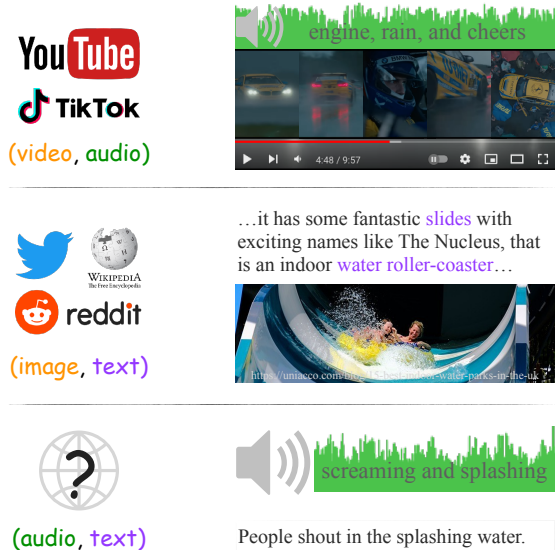 YouTube
TikTok
(video, audio)
engine, rain, and cheers
4:48 / 9:57
WIKIPEDIA
The Free Encyclopedia
reddit
(image, text)
…it has some fantastic slides with
exciting names like The Nucleus, that
is an indoor water roller-coaster…
?
(audio, text)
screaming and splashing
People shout in the splashing water.